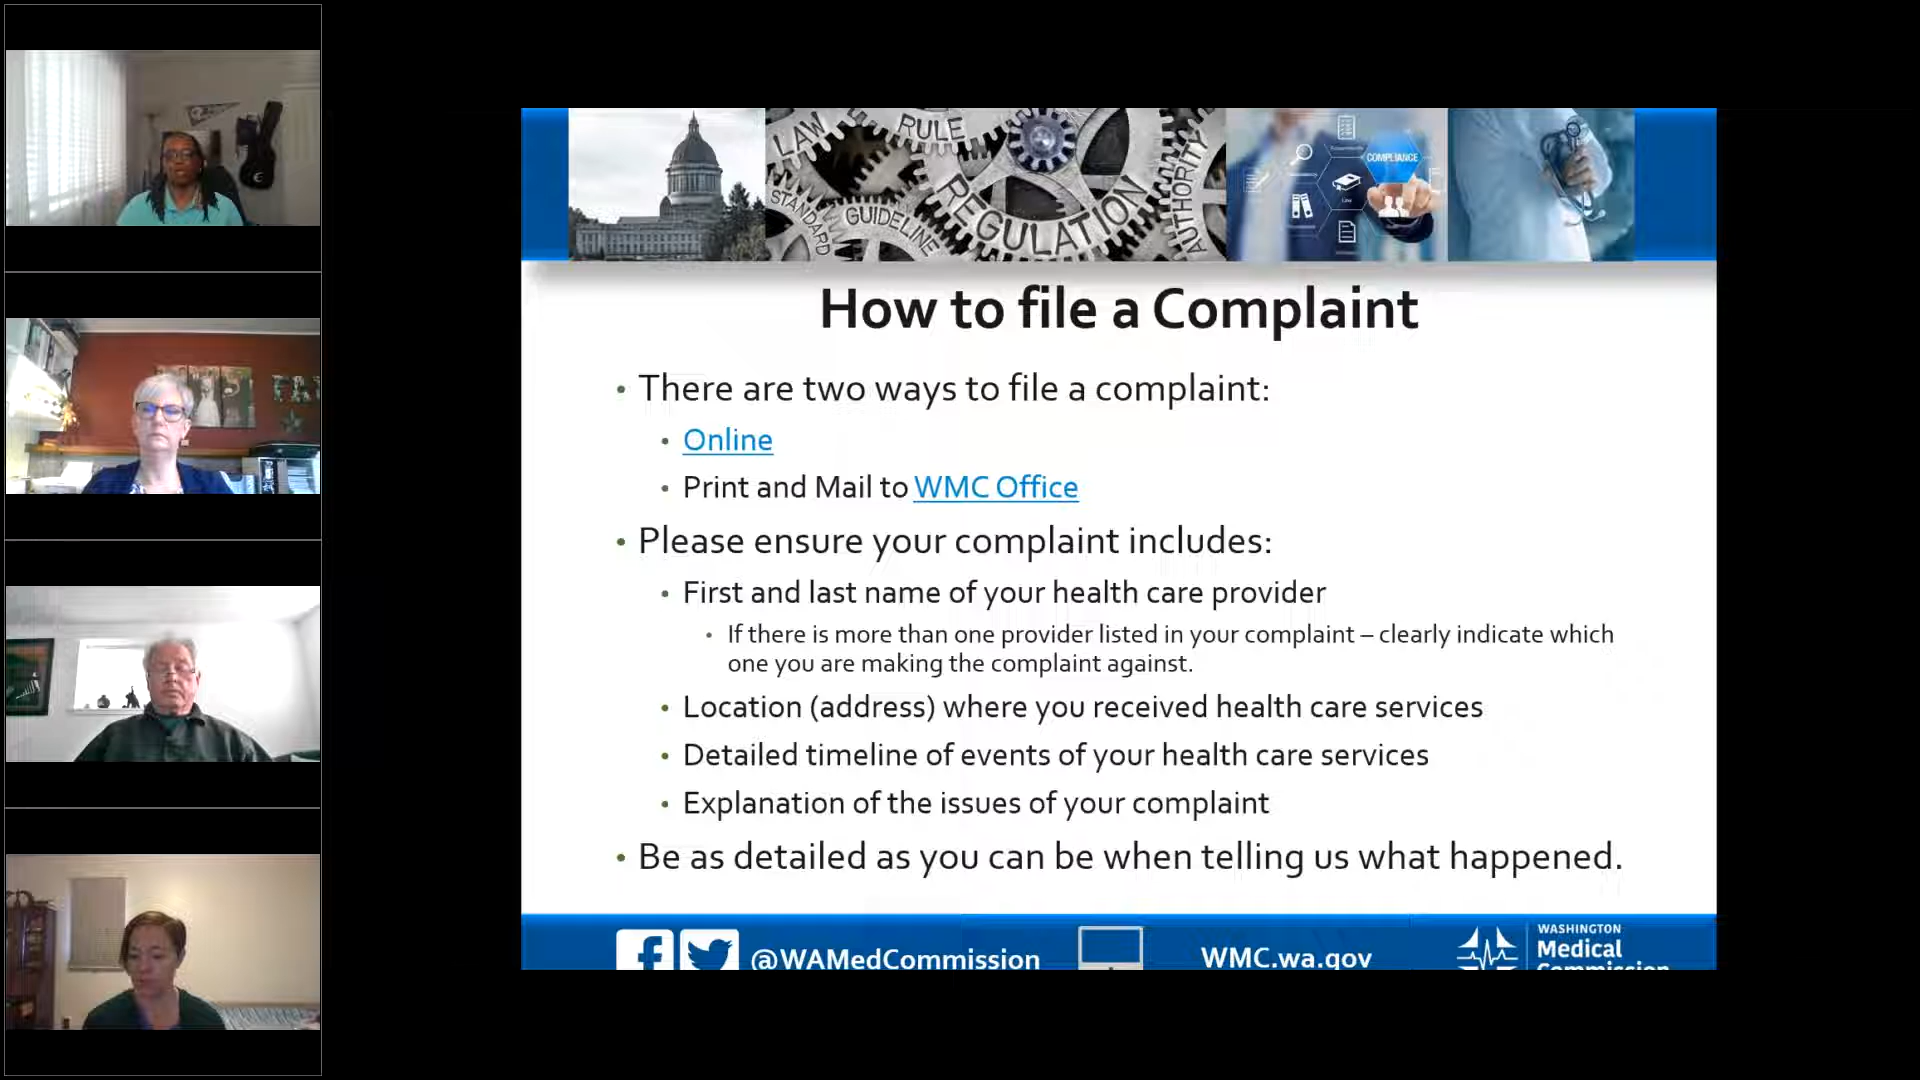 LAW
RULE
STANDARD
GUIDELINE
REGULATION
AUTHORITY
COMPLIANCE
Law
How to file a Complaint
• There are two ways to file a complaint:
• Online
• Print and Mail to WMC Office
• Please ensure your complaint includes:
• First and last name of your health care provider
• If there is more than one provider listed in your complaint – clearly indicate which
one you are making the complaint against.
• Location (address) where you received health care services
• Detailed timeline of events of your health care services
• Explanation of the issues of your complaint
• Be as detailed as you can be when telling us what happened.
@WAMedCommission
WMC.wa.gov
WASHINGTON
Medical
Commission